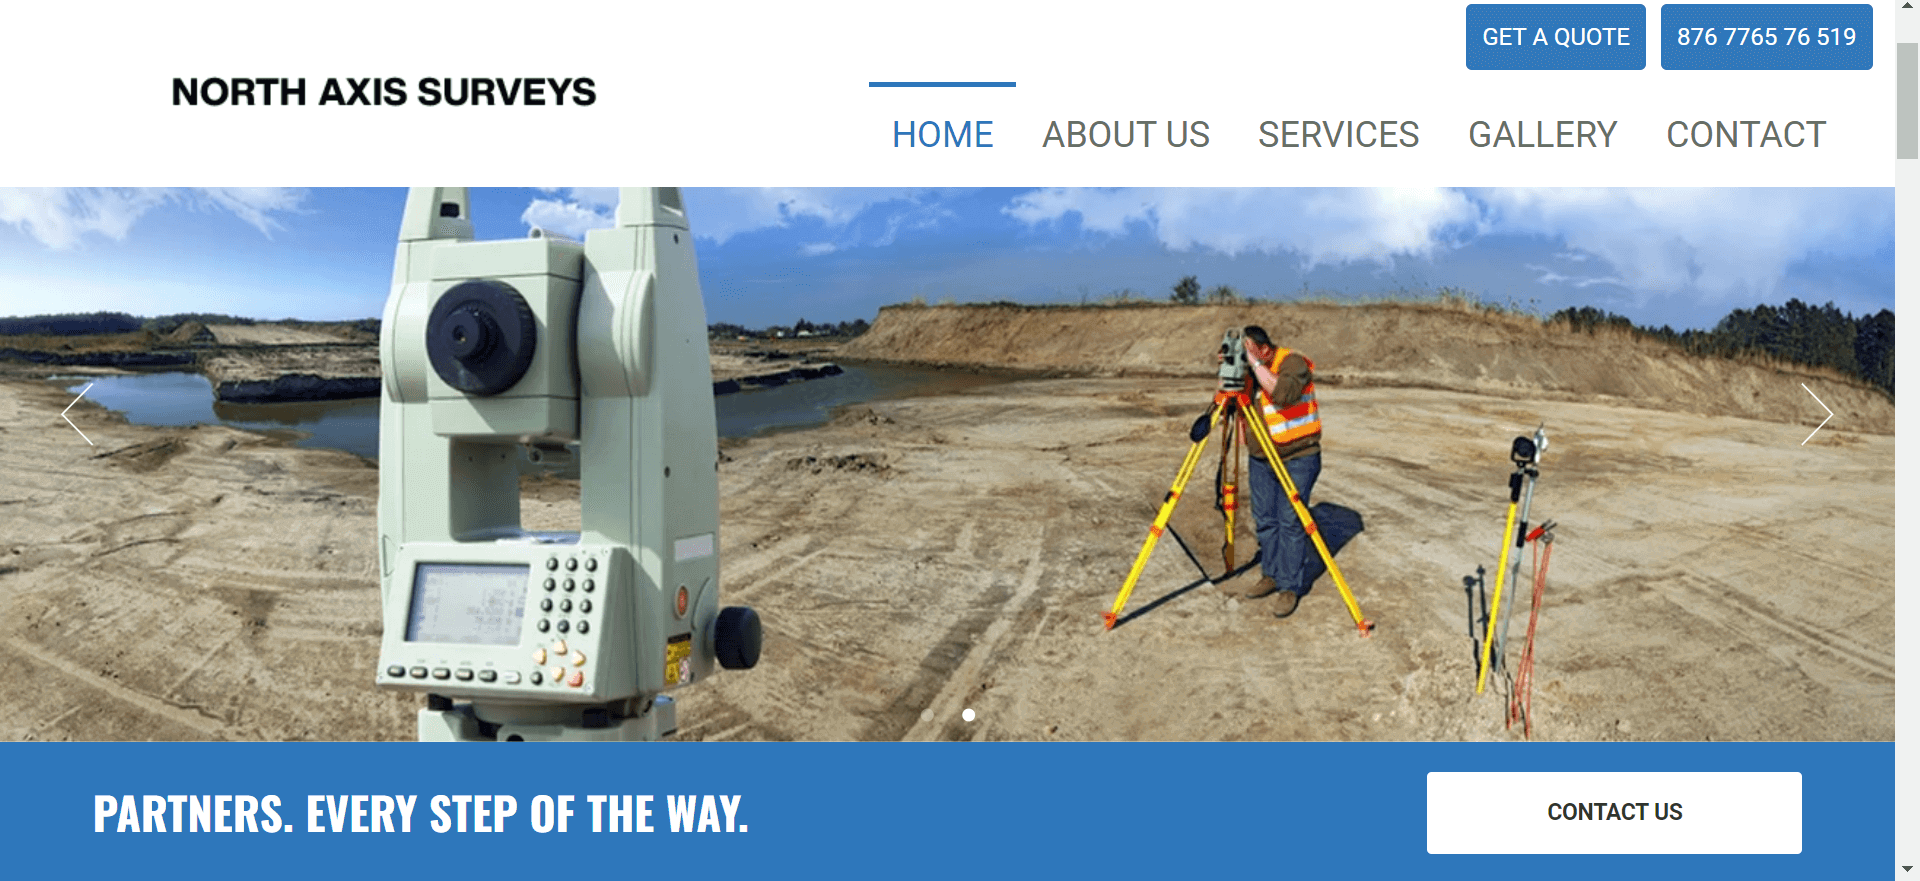 GET A QUOTE
876 7765 76 519
NORTH AXIS SURVEYS
HOME
ABOUT US
SERVICES
GALLERY
CONTACT
PARTNERS. EVERY STEP OF THE WAY.
CONTACT US